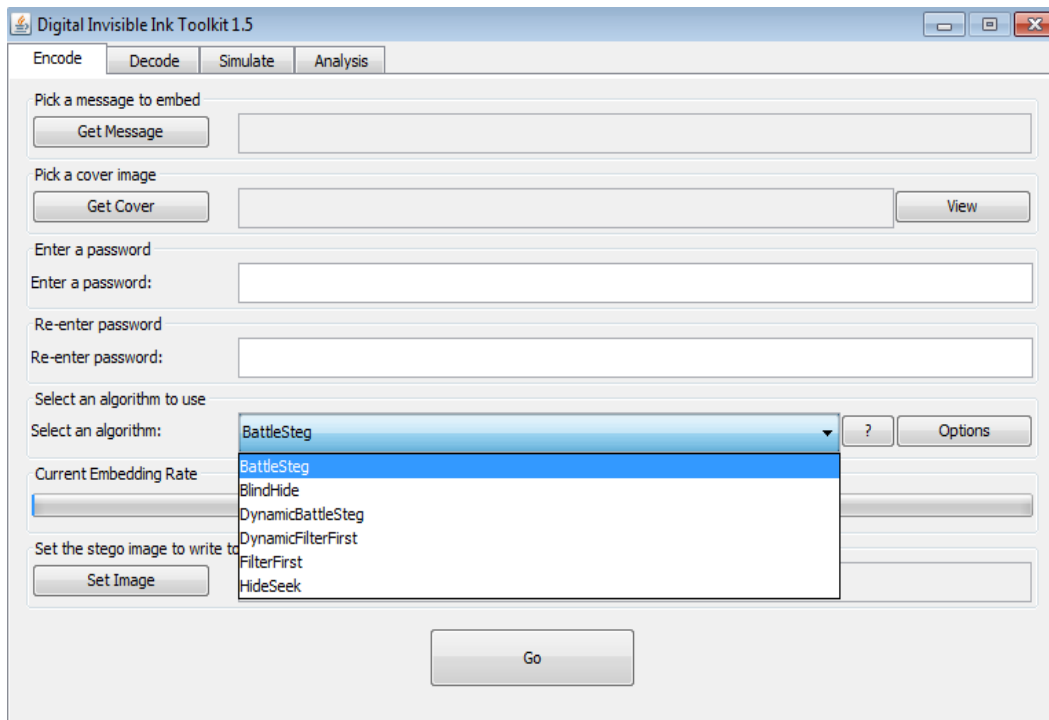 Digital Invisible Ink Toolkit 1.5
Encode Decode Simulate Analysis
Pick a message to embed
Get Message
Pick a cover image
Get Cover View
Enter a password
Enter a password:
Re-enter password
Re-enter password:
Select an algorithm to use
Select an algorithm: BattleSteg ? Options
BattleSteg
Current Embedding Rate
BlindHide
DynamicBattleSteg
DynamicFilterFirst
Set the stego image to write to
FilterFirst
Set Image
HideSeek
Go